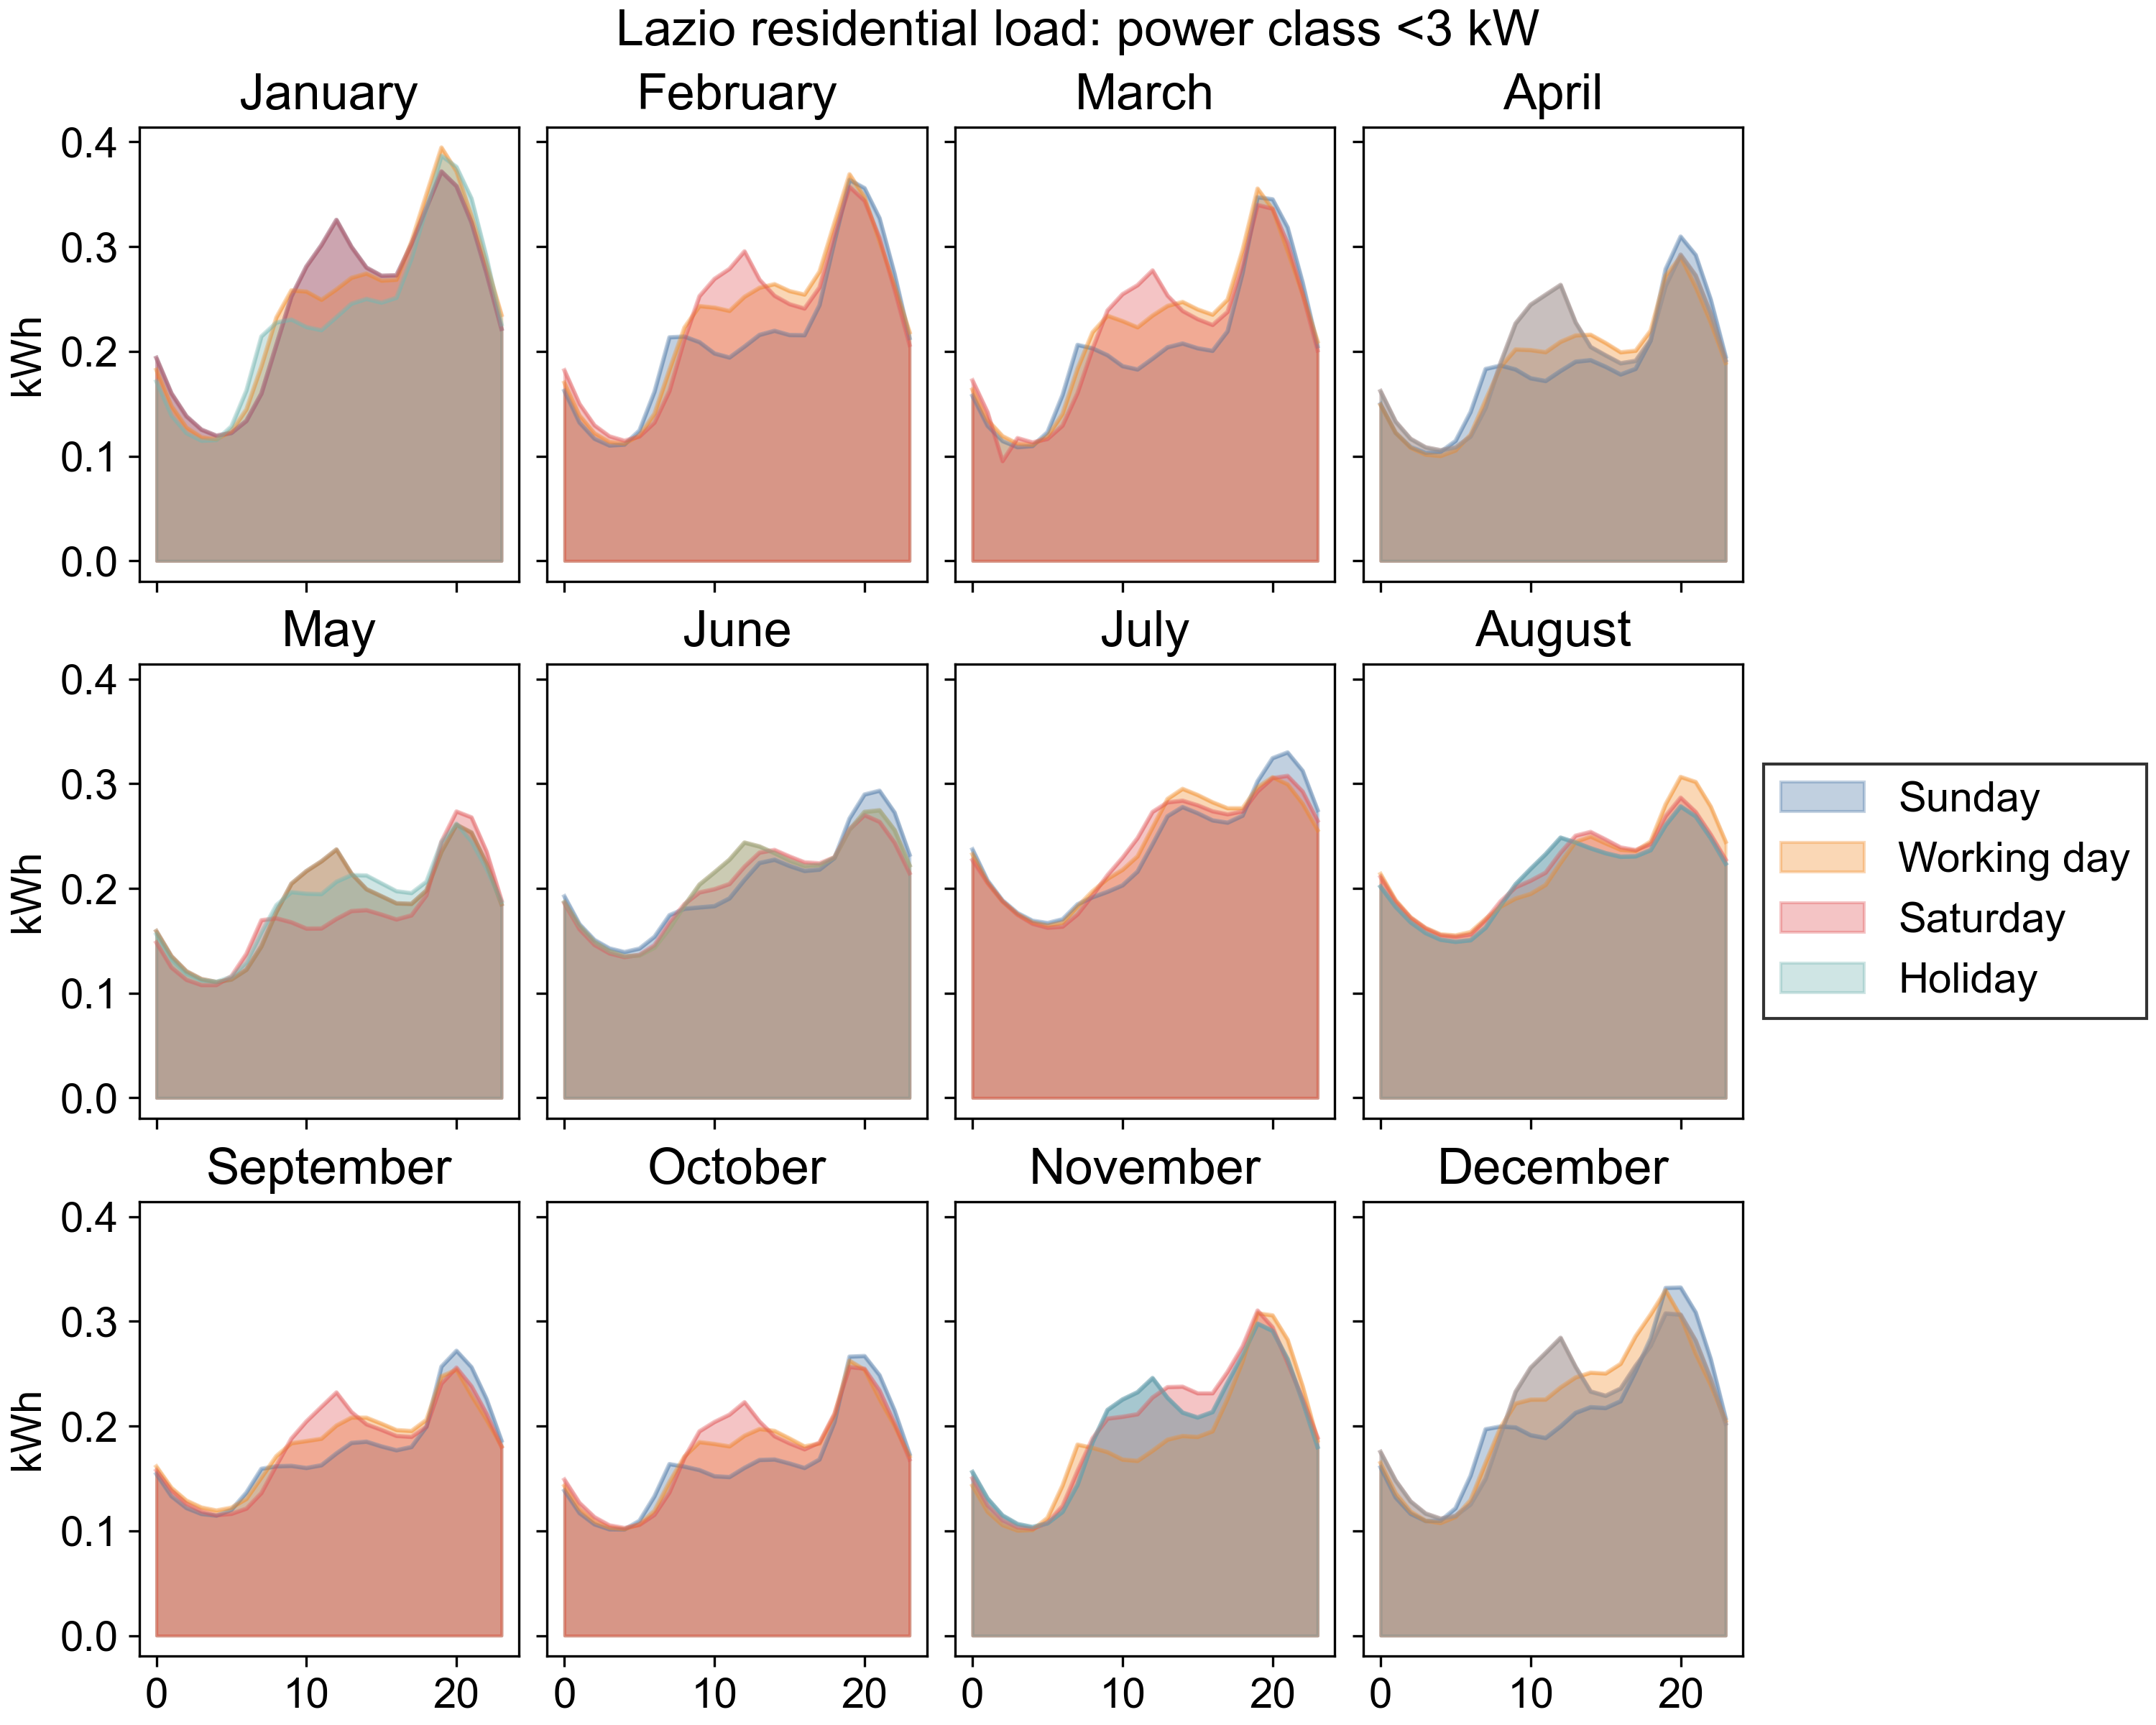 Lazio residential load: power class <3 kW
January February March April
0.4
0.3
0.2
0.1
0.0
kWh
May June July August
0.4
0.3
0.2
0.1
0.0
kWh
Sunday
Working day
Saturday
Holiday
September October November December
0.4
0.3
0.2
0.1
0.0
kWh
0 10 20 0 10 20 0 10 20 0 10 20